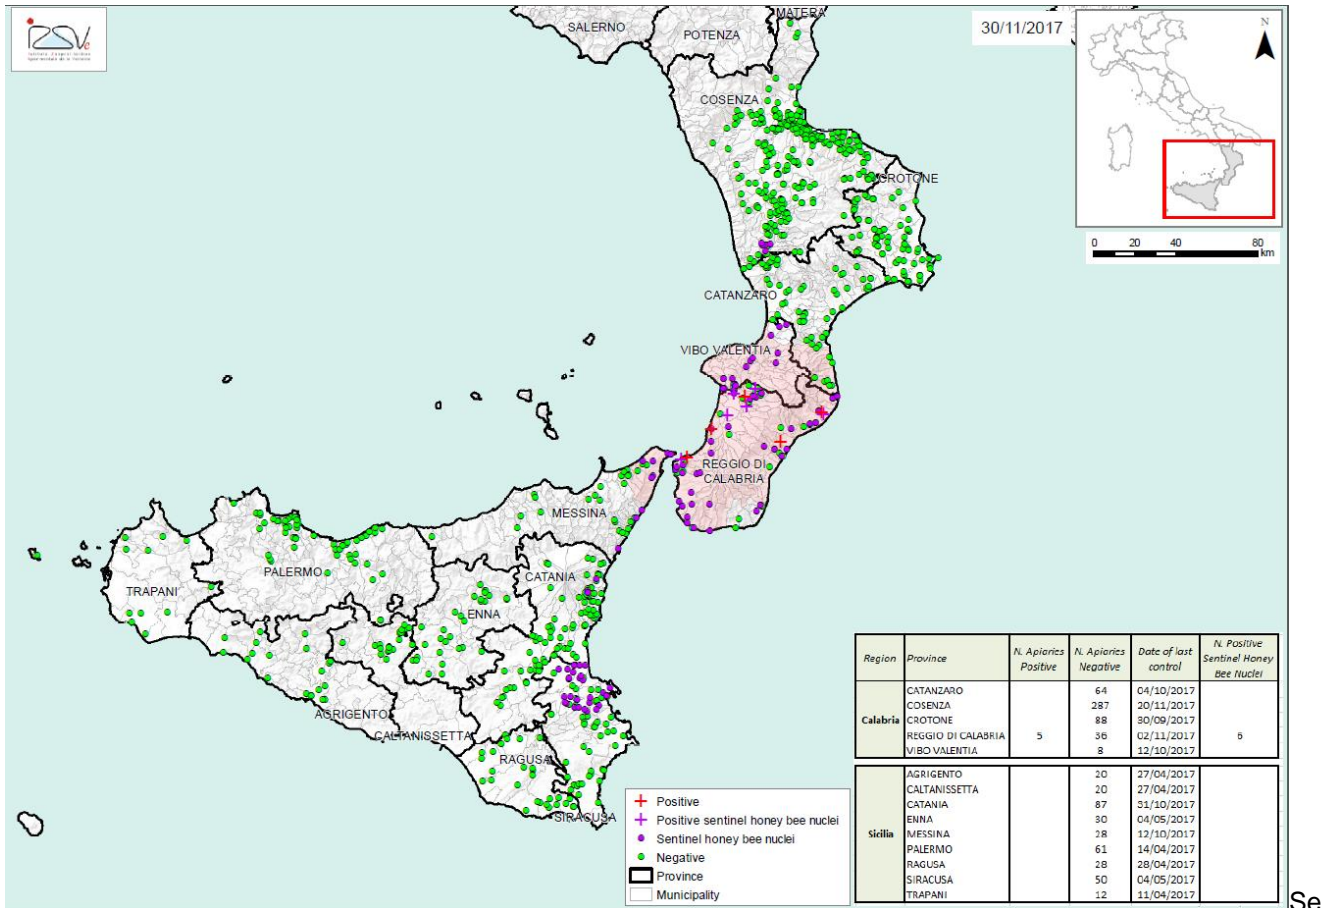 MATERA
SALERNO
POTENZA
30/11/2017
N
IZSVe
COSENZA
CROTONE
0 20 40 80
km
CATANZARO
VIBO VALENTIA
REGGIO DI
CALABRIA
MESSINA
PALERMO
CATANIA
TRAPANI
ENNA
AGRIGENTO
CALTANISSETTA
RAGUSA
SIRACUSA
Positive
Positive sentinel honey bee nuclei
Sentinel honey bee nuclei
Negative
Province
Municipality
Region Province N. Apiaries Positive N. Apiaries Negative Date of last control N. Positive Sentinel Honey Bee Nuclei
Calabria
CATANZARO 64 04/10/2017
COSENZA 287 20/11/2017
CROTONE 88 30/09/2017
REGGIO DI CALABRIA 5 36 02/11/2017 6
VIBO VALENTIA 8 12/10/2017
Sicilia
AGRIGENTO 20 27/04/2017
CALTANISSETTA 20 27/04/2017
CATANIA 87 31/10/2017
ENNA 30 04/05/2017
MESSINA 28 12/10/2017
PALERMO 61 14/04/2017
RAGUSA 28 28/04/2017
SIRACUSA 50 04/05/2017
TRAPANI 12 11/04/2017
Se